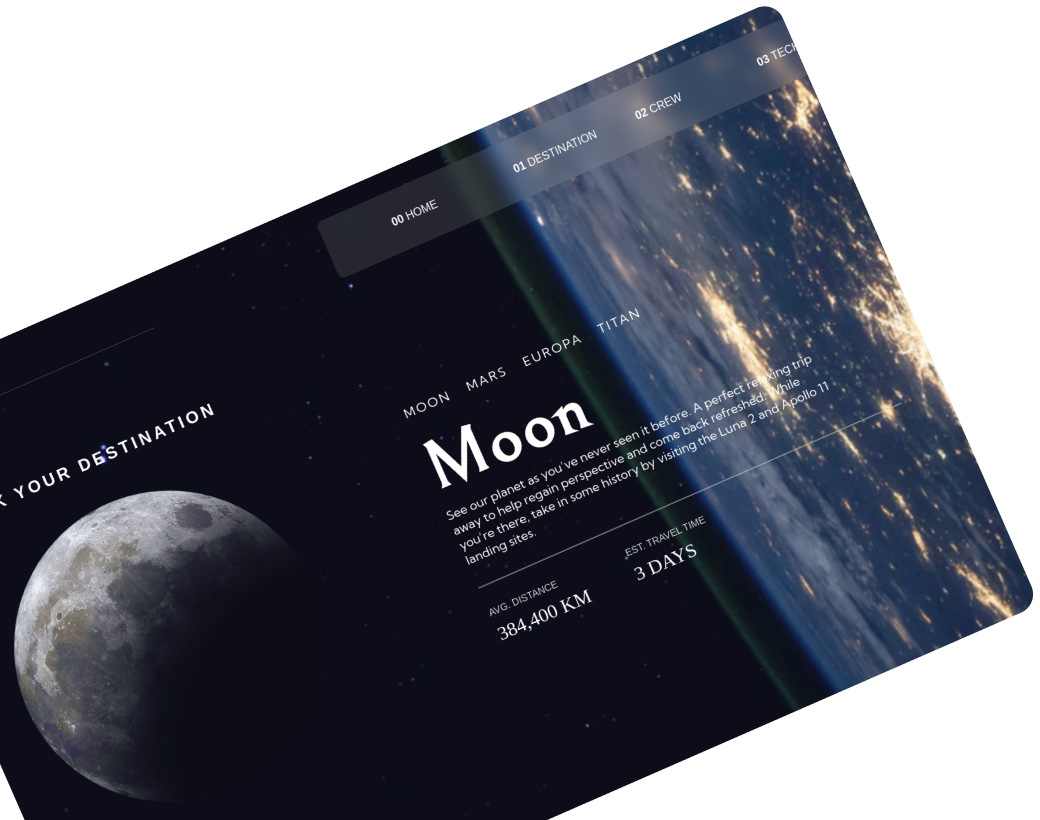 00 HOME
01 DESTINATION
02 CREW
03
YOUR DESTINATION
MOON MARS EUROPA TITAN
Moon
See our planet as you've never seen it before. A perfect relaxing trip
away to help regain perspective and come back refreshed. While
you're there, take in some history by visiting the Luna 2 and Apollo 11
landing sites.
AVG. DISTANCE
384,400 KM
EST. TRAVEL TIME
3 DAYS